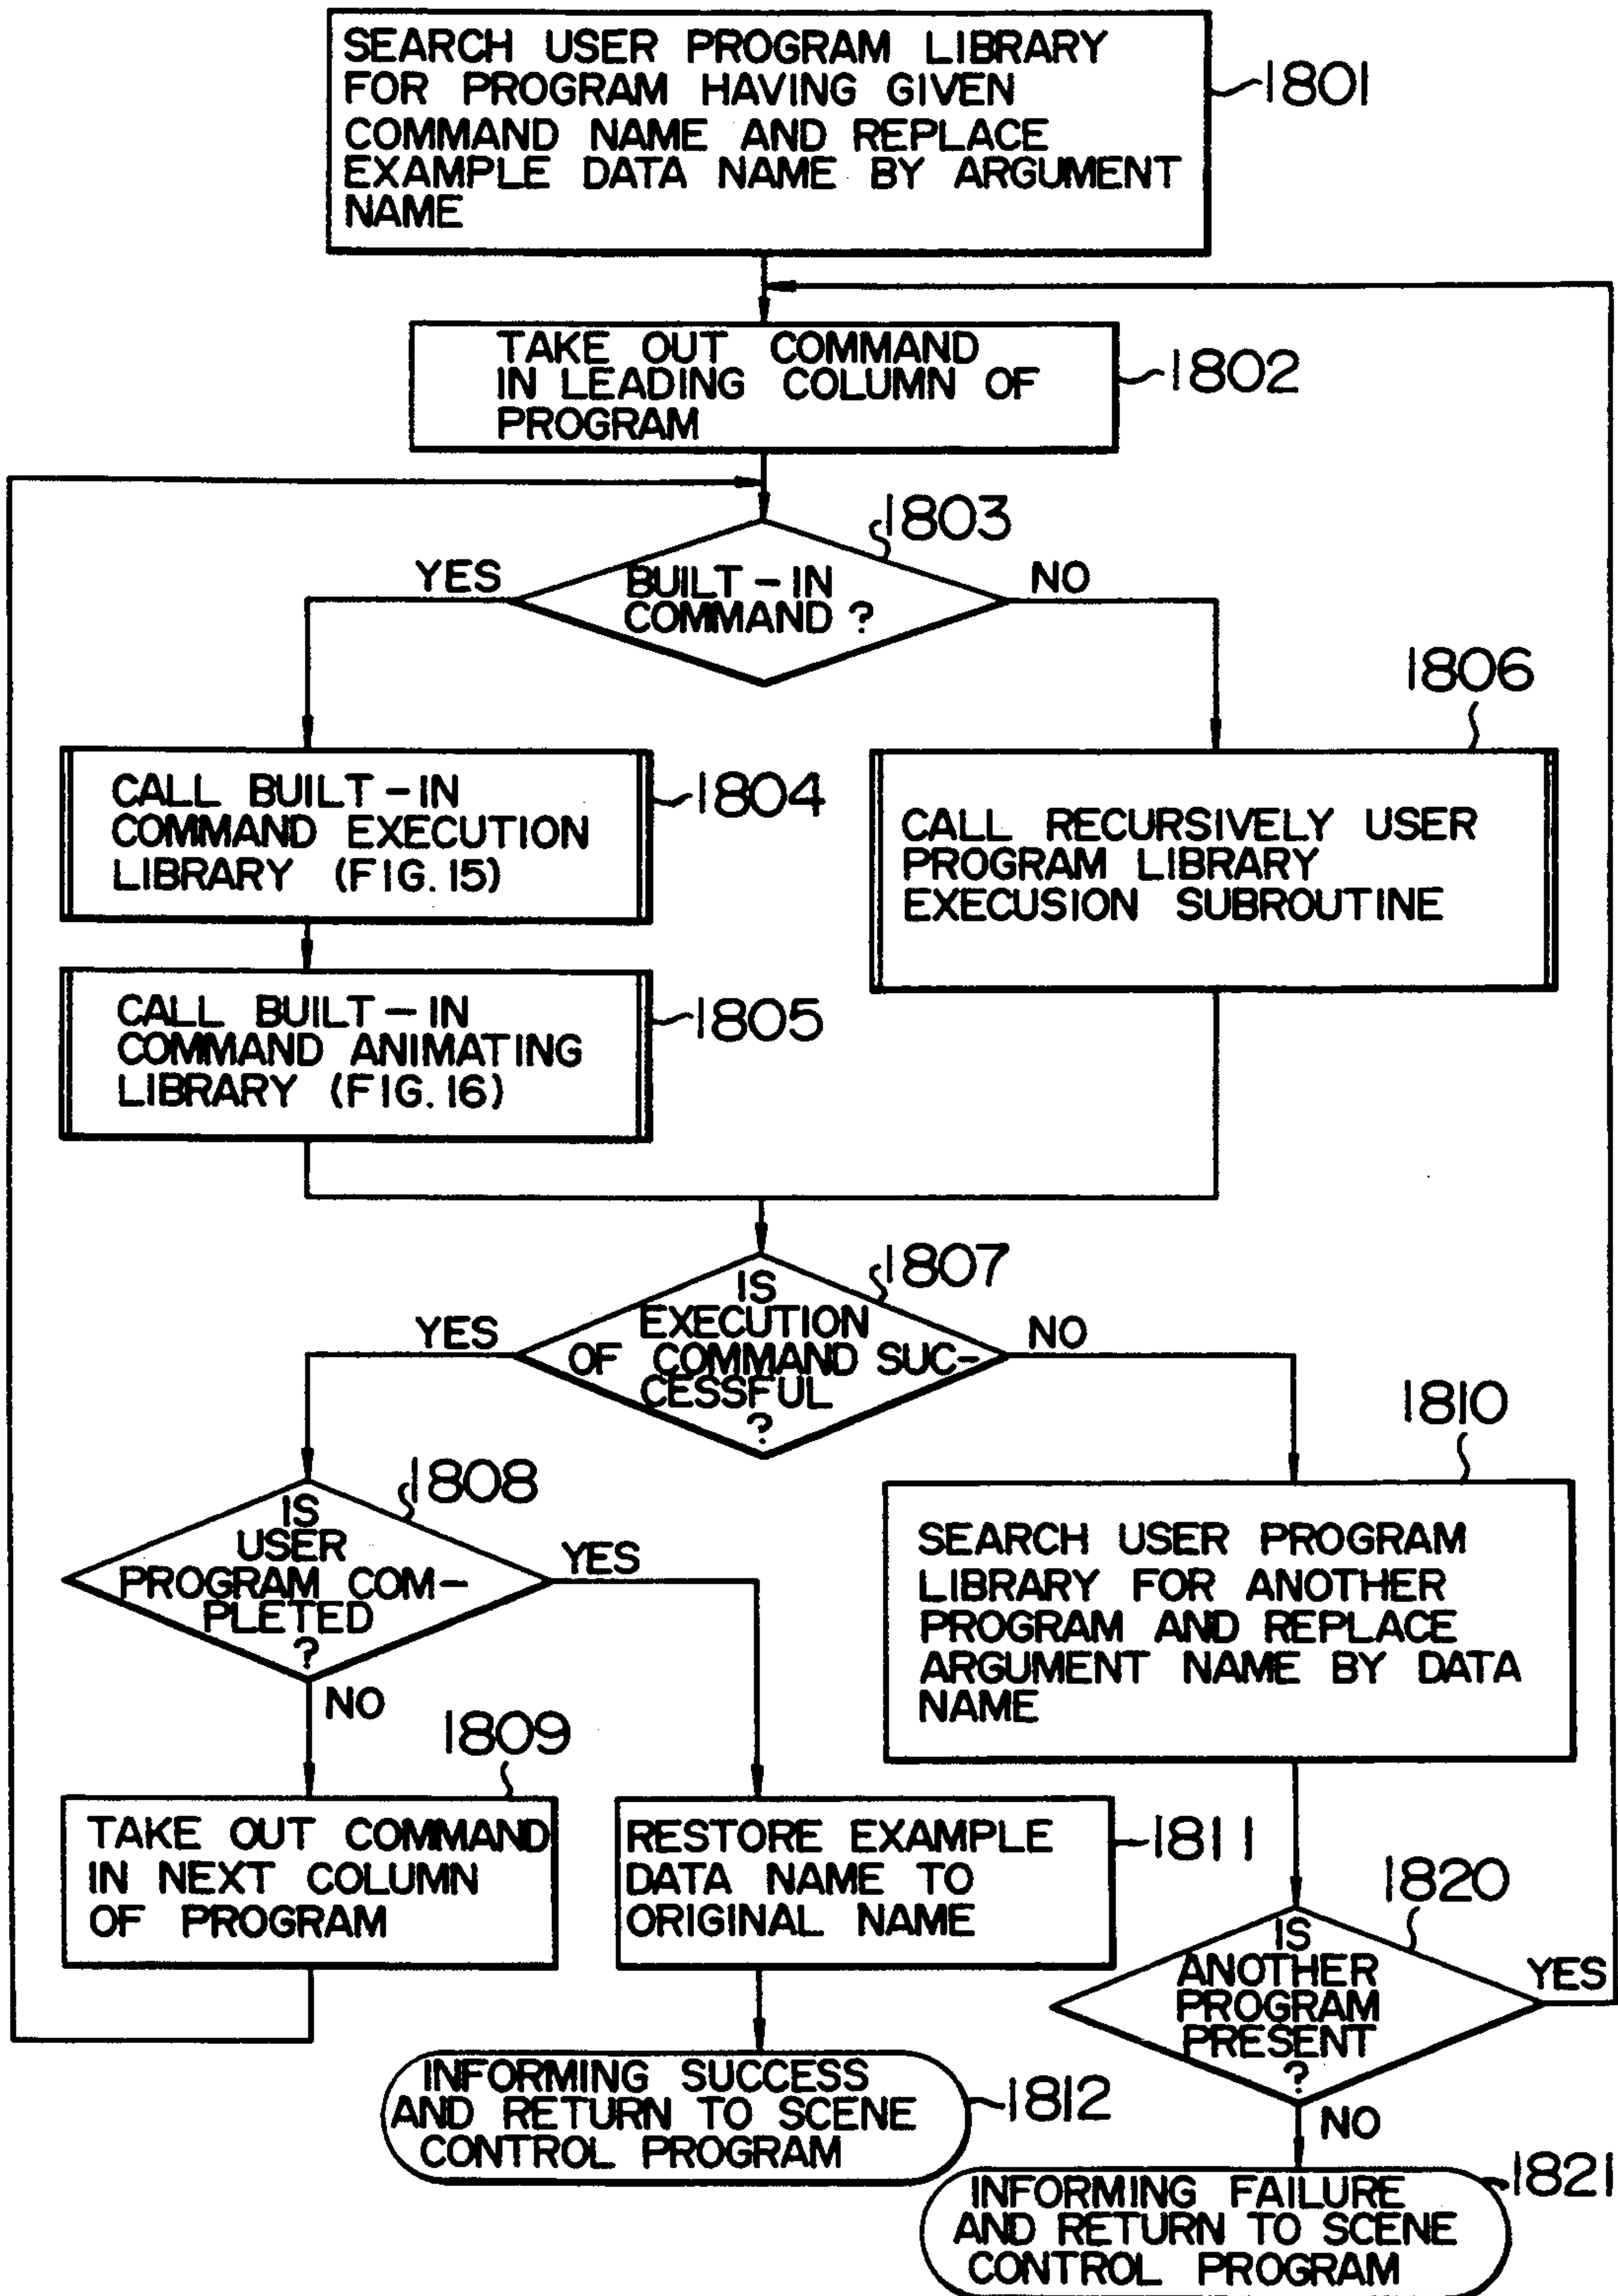 SEARCH USER PROGRAM LIBRARY
FOR PROGRAM HAVING GIVEN
COMMAND NAME AND REPLACE
EXAMPLE DATA NAME BY ARGUMENT
NAME
1801
TAKE OUT COMMAND
IN LEADING COLUMN OF
PROGRAM
1802
1803
YES
BUILT-IN
COMMAND ?
NO
1806
CALL BUILT-IN
COMMAND EXECUTION
LIBRARY (FIG. 15)
1804
CALL RECURSIVELY USER
PROGRAM LIBRARY
EXECUSION SUBROUTINE
CALL BUILT-IN
COMMAND ANIMATING
LIBRARY (FIG. 16)
1805
1807
YES
IS
EXECUTION
OF COMMAND SUC-
CESSFUL
?
NO
1810
1808
IS
USER
PROGRAM COM-
PLETED
?
YES
NO
SEARCH USER PROGRAM
LIBRARY FOR ANOTHER
PROGRAM AND REPLACE
ARGUMENT NAME BY DATA
NAME
1809
TAKE OUT COMMAND
IN NEXT COLUMN
OF PROGRAM
RESTORE EXAMPLE
DATA NAME TO
ORIGINAL NAME
1811
1820
IS
ANOTHER
PROGRAM
PRESENT
?
YES
NO
INFORMING SUCCESS
AND RETURN TO SCENE
CONTROL PROGRAM
1812
INFORMING FAILURE
AND RETURN TO SCENE
CONTROL PROGRAM
1821